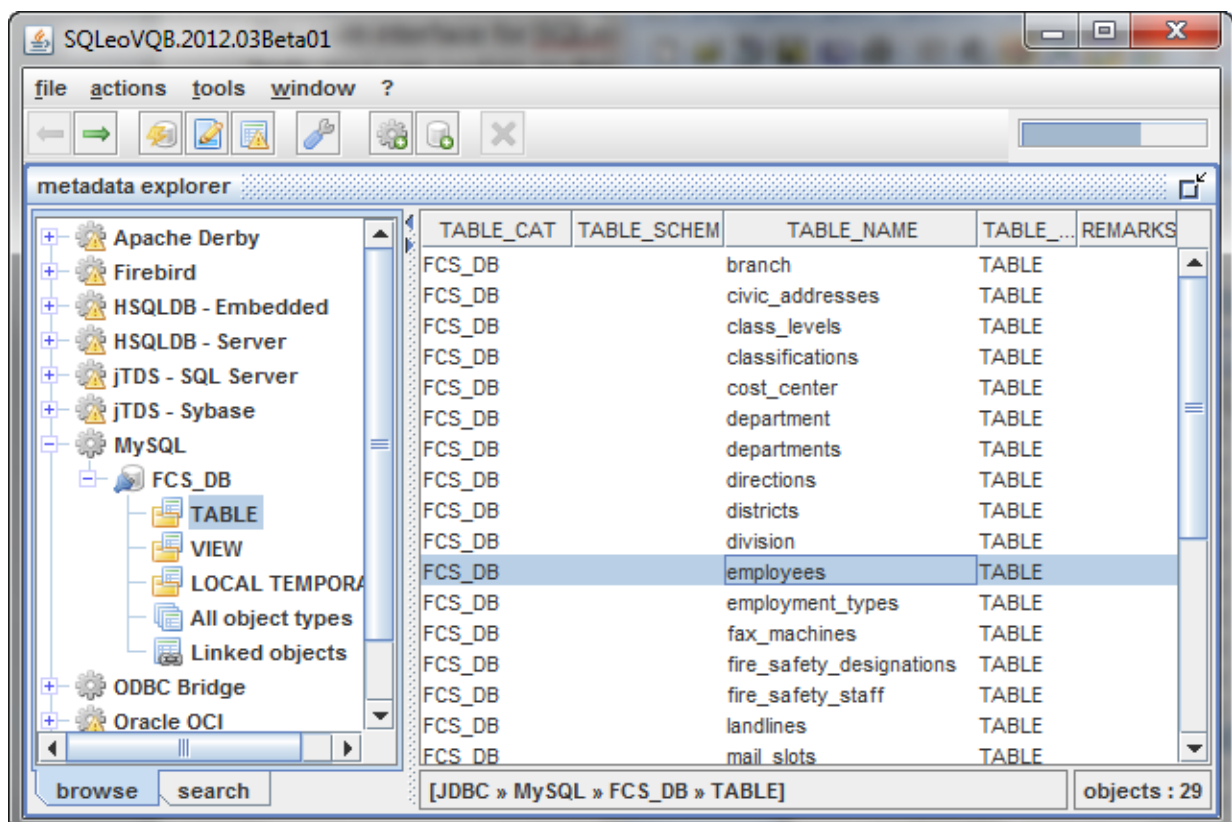 SQLeoVQB.2012.03Beta01
file actions tools window ?
metadata explorer
Apache Derby
Firebird
HSQLDB - Embedded
HSQLDB - Server
jTDS - SQL Server
jTDS - Sybase
MySQL
FCS_DB
TABLE
VIEW
LOCAL TEMPORA
All object types
Linked objects
ODBC Bridge
Oracle OCI
browse search
TABLE_CAT TABLE_SCHEM TABLE_NAME TABLE_... REMARKS
FCS_DB branch TABLE
FCS_DB civic_addresses TABLE
FCS_DB class_levels TABLE
FCS_DB classifications TABLE
FCS_DB cost_center TABLE
FCS_DB department TABLE
FCS_DB departments TABLE
FCS_DB directions TABLE
FCS_DB districts TABLE
FCS_DB division TABLE
FCS_DB employees TABLE
FCS_DB employment_types TABLE
FCS_DB fax_machines TABLE
FCS_DB fire_safety_designations TABLE
FCS_DB fire_safety_staff TABLE
FCS_DB landlines TABLE
FCS_DB mail_slots TABLE
[JDBC » MySQL » FCS_DB » TABLE] objects : 29